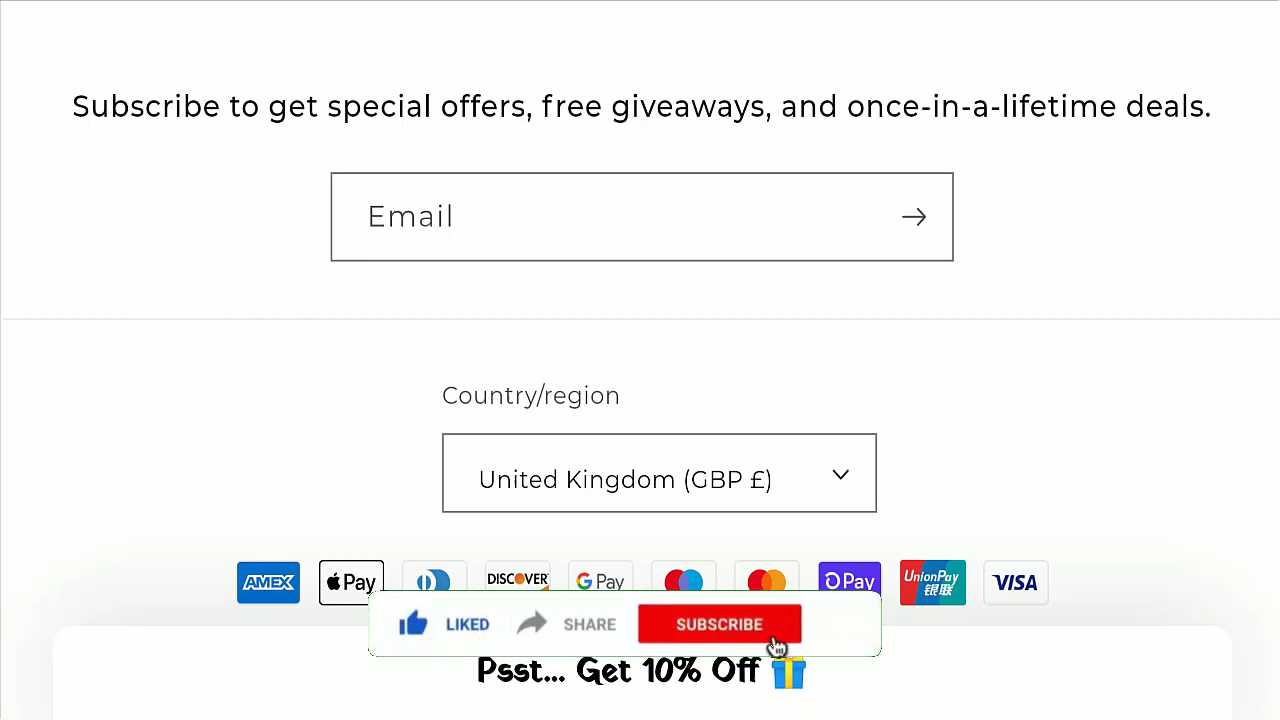 Subscribe to get special offers, free giveaways, and once-in-a-lifetime deals.
Email
Country/region
United Kingdom (GBP £)
AMEX Pay DISCOVER G Pay Pay UnionPay VISA
银联
LIKED SHARE SUBSCRIBE
Psst... Get 10% Off